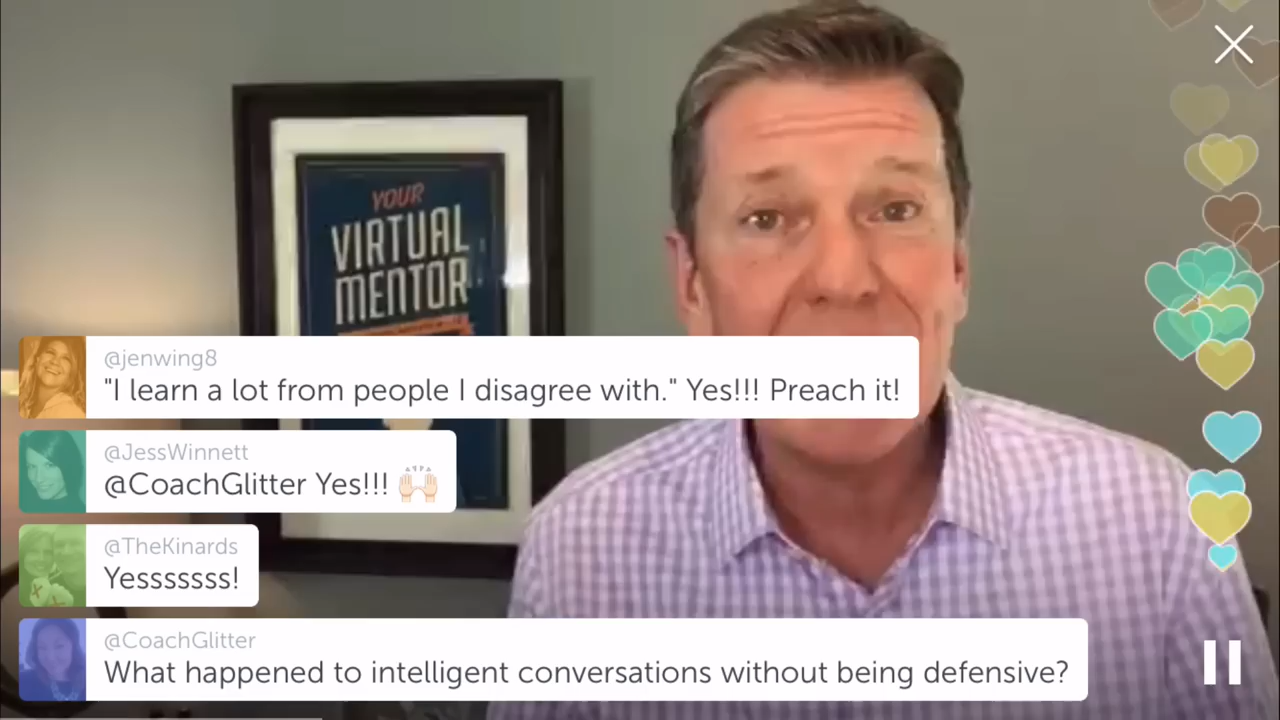 YOUR
VIRTUAL
MENTOR
@jenwing8
"I learn a lot from people I disagree with." Yes!!! Preach it!
@JessWinnett
@CoachGlitter Yes!!! 🙌🏻
@TheKinards
Yesssssss!
@CoachGlitter
What happened to intelligent conversations without being defensive?